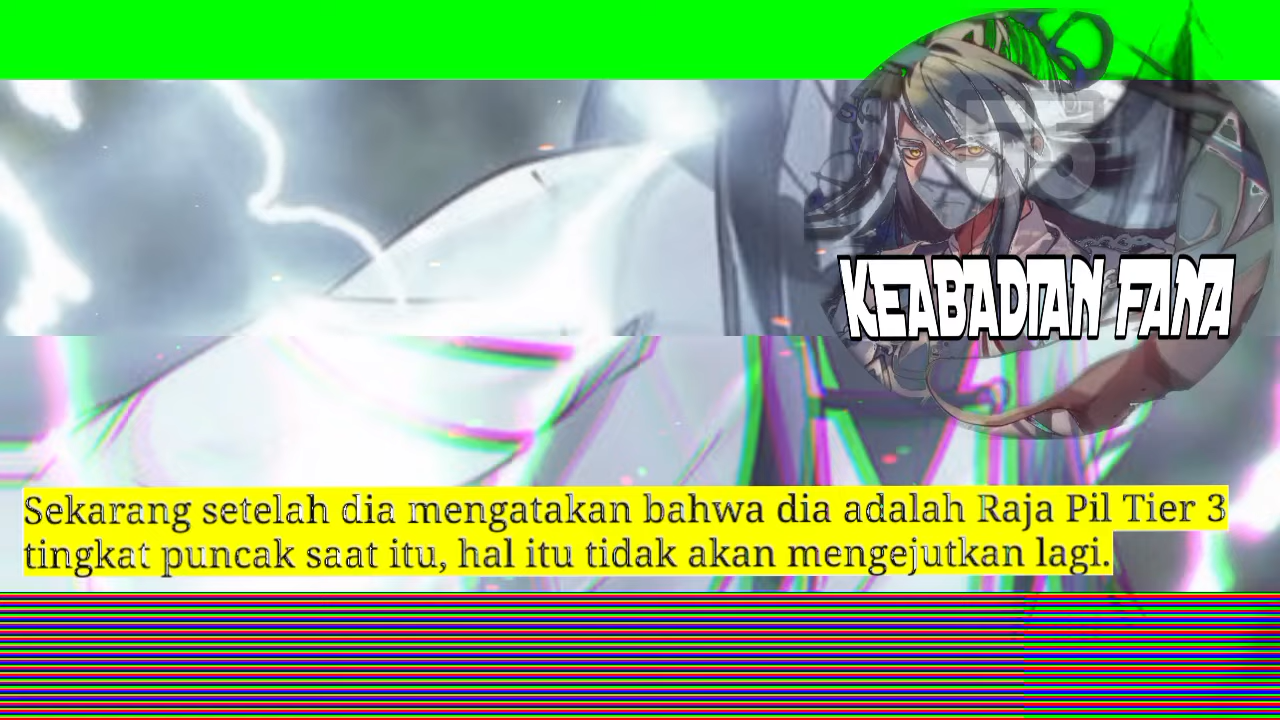 KEABADIAN FANA
Sekarang setelah dia mengatakan bahwa dia adalah Raja Pil Tier 3
tingkat puncak saat itu, hal itu tidak akan mengejutkan lagi.